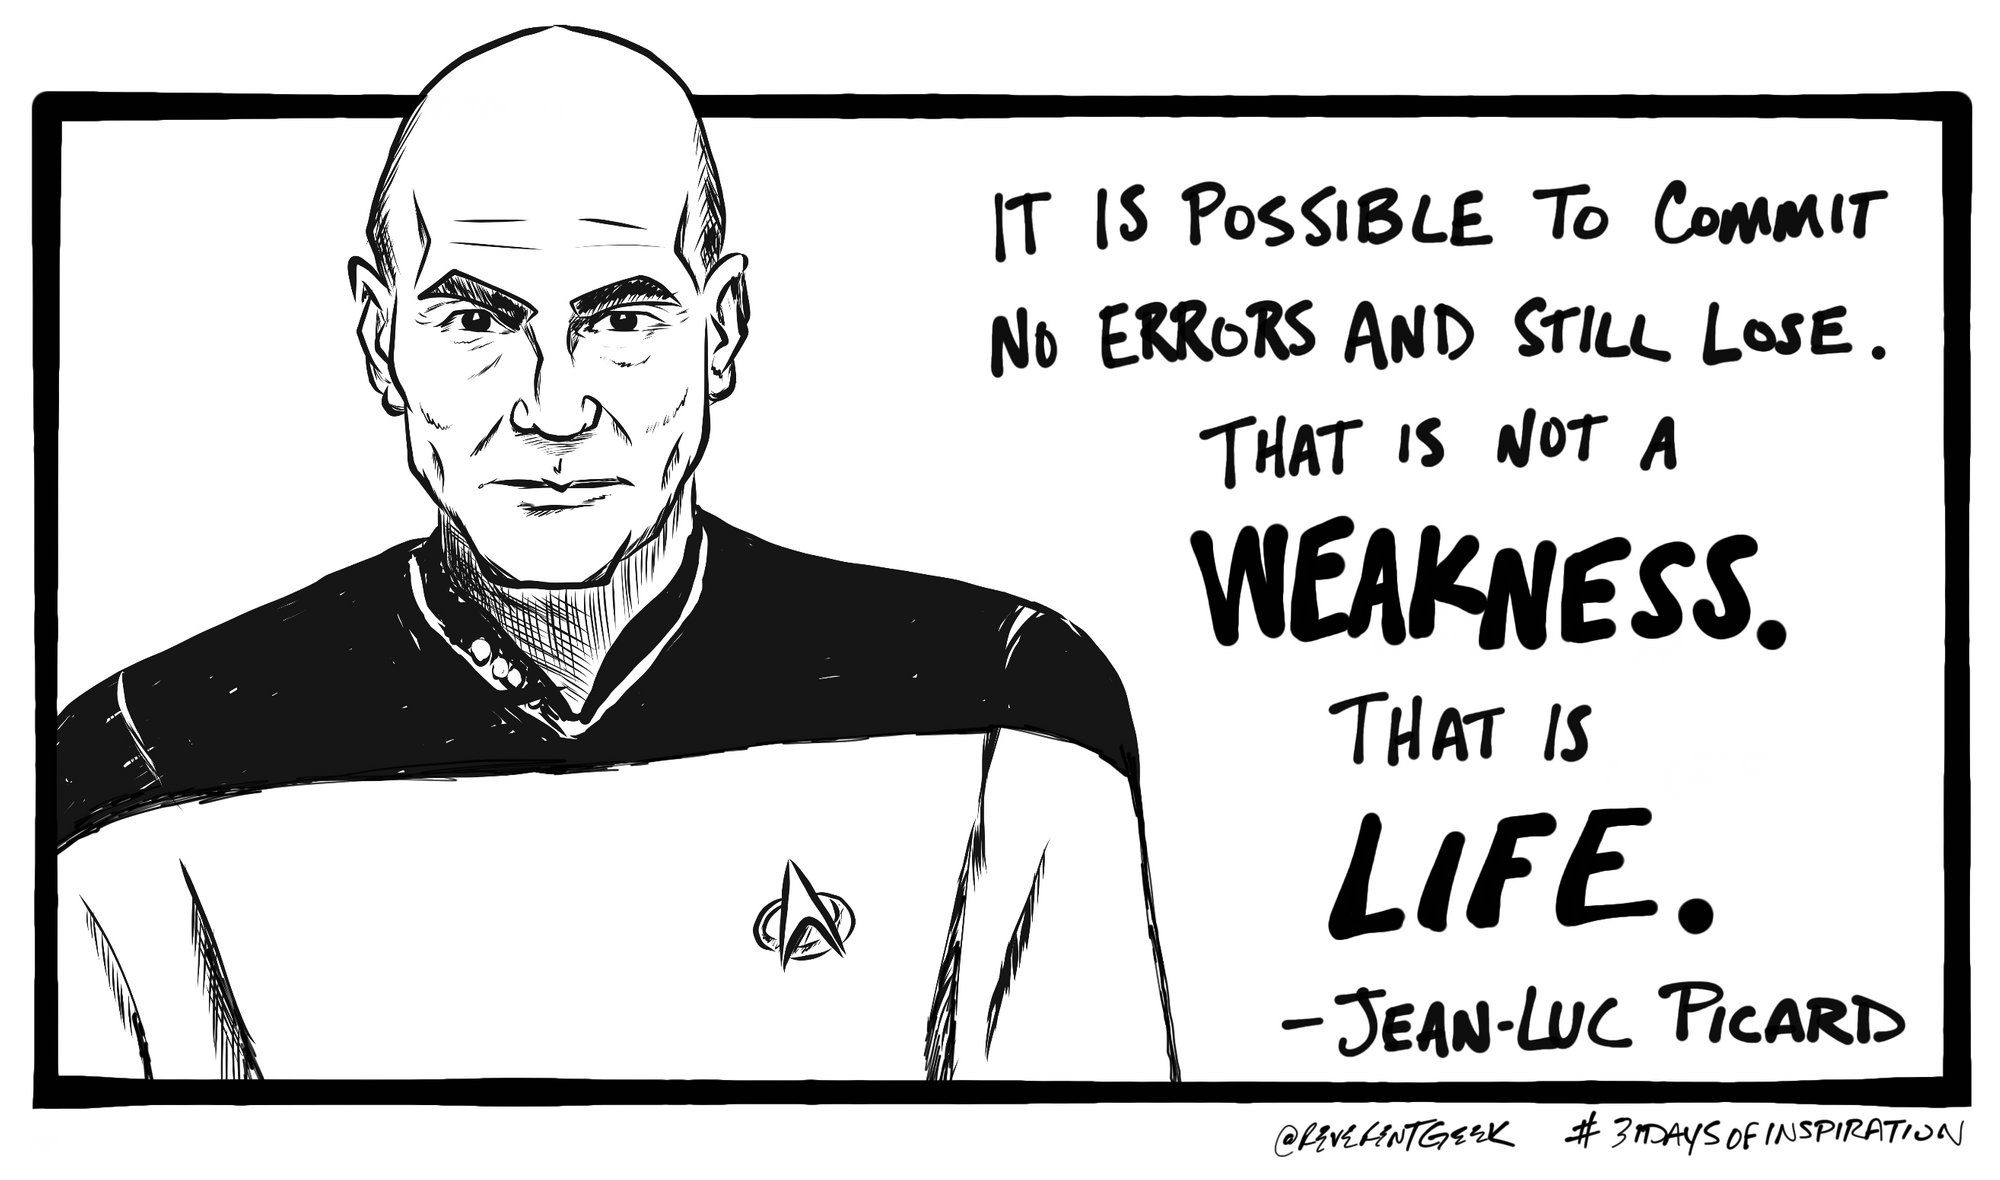 IT IS POSSIBLE TO COMMIT
NO ERRORS AND STILL LOSE.
THAT IS NOT A
WEAKNESS.
THAT IS
LIFE.
-JEAN-LUC PICARD
@REVERENTGEEK #31DAYSOFINSPIRATION